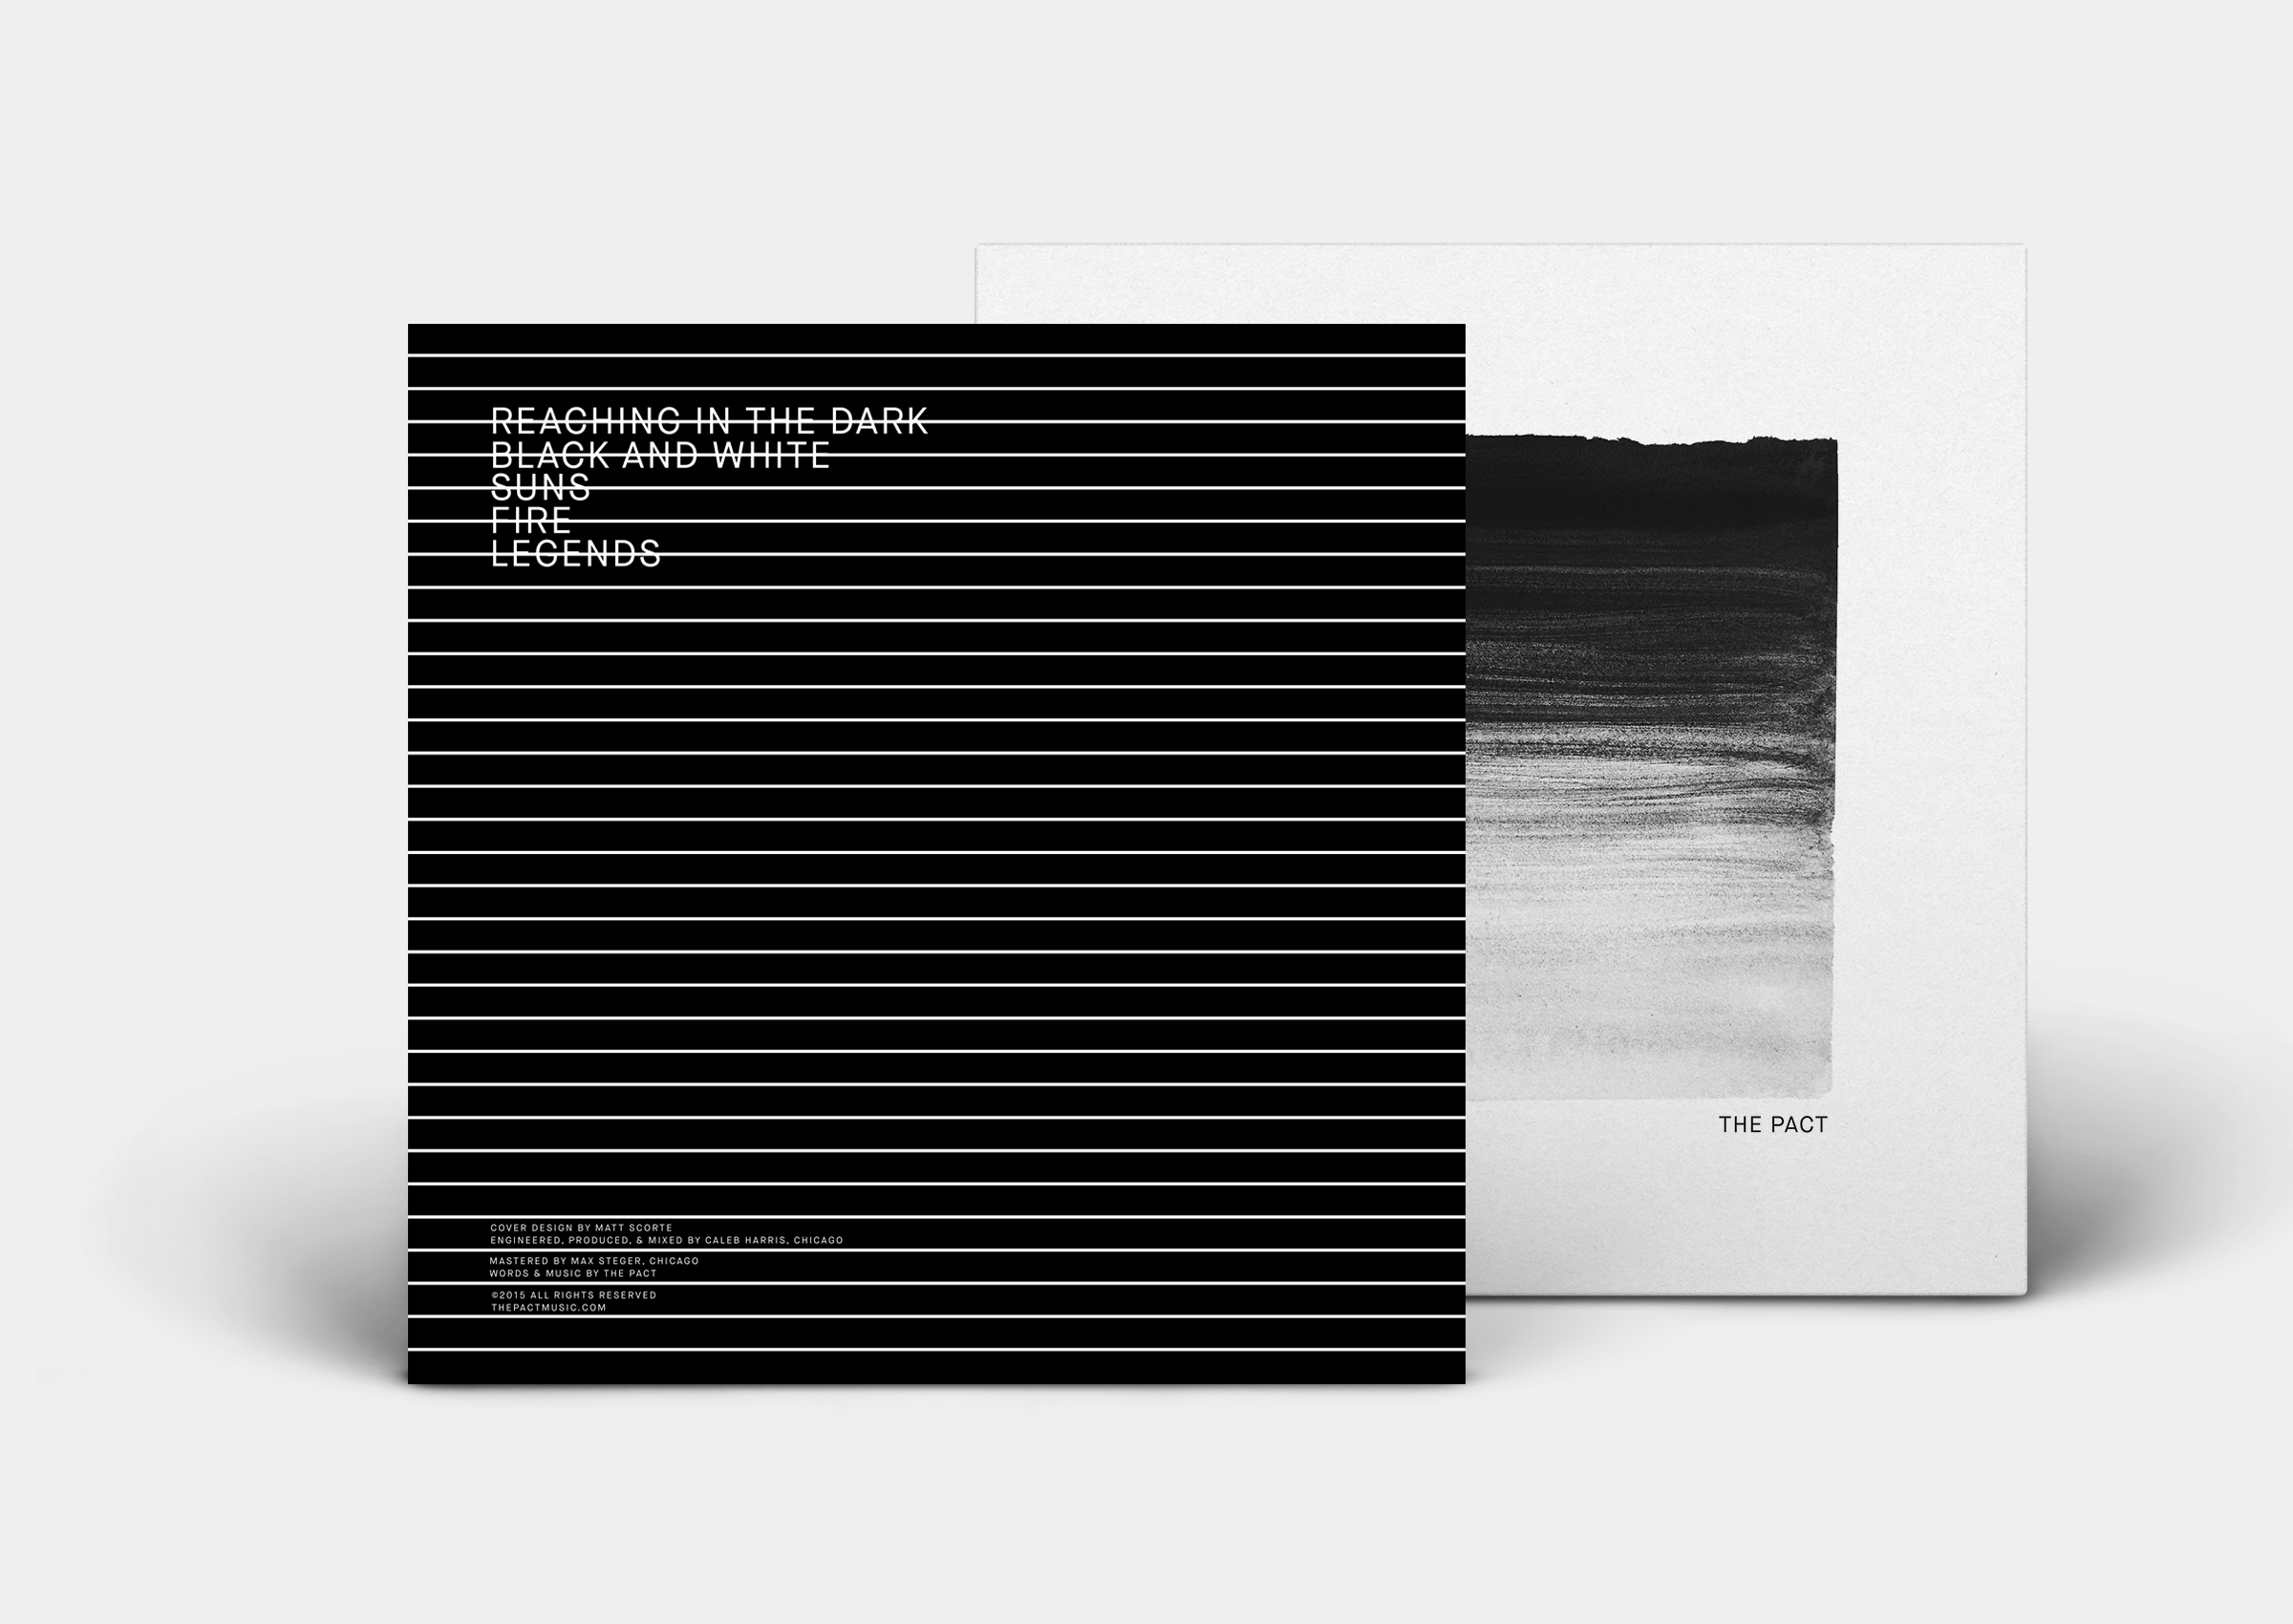 REACHING IN THE DARK
BLACK AND WHITE
SUNS
FIRE
LEGENDS
COVER DESIGN BY MATT SCORTE
ENGINEERED, PRODUCED, & MIXED BY CALEB HARRIS, CHICAGO
MASTERED BY MAX STEGER, CHICAGO
WORDS & MUSIC BY THE PACT
©2015 ALL RIGHTS RESERVED
THEPACTMUSIC.COM
THE PACT